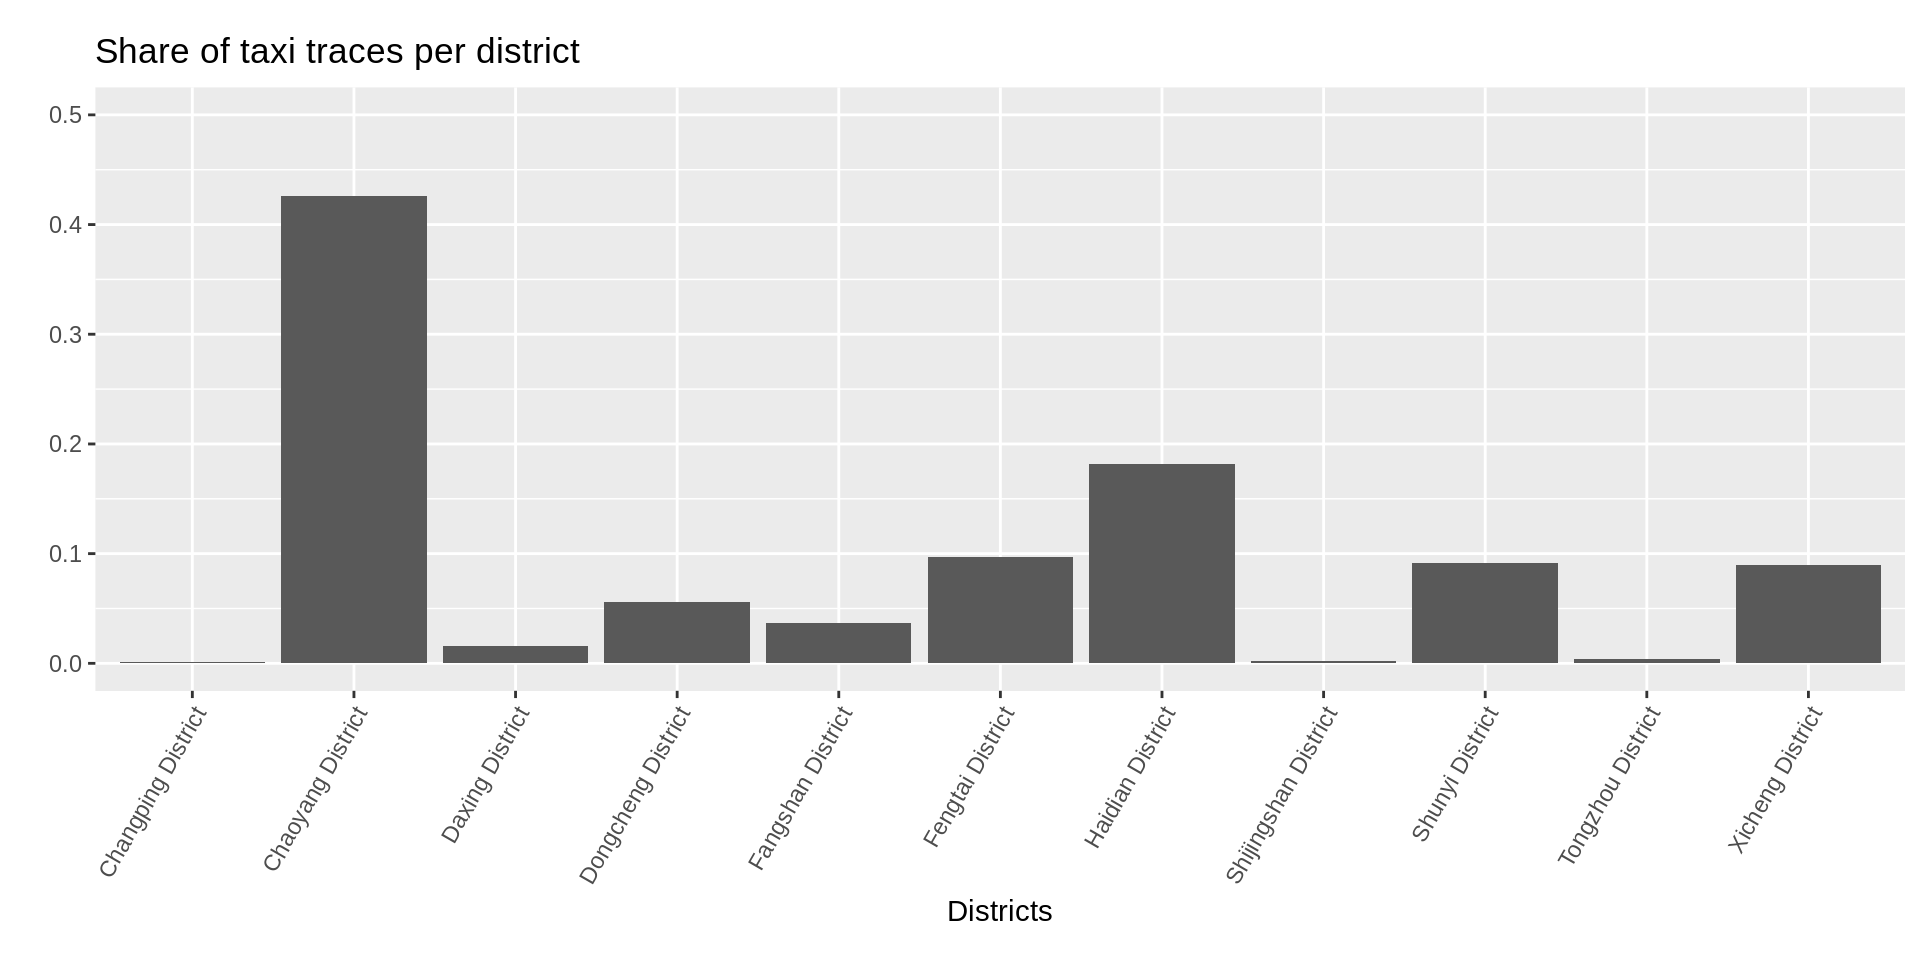 Share of taxi traces per district
0.5
0.4
0.3
0.2
0.1
0.0
Changping District
Chaoyang District
Daxing District
Dongcheng District
Fangshan District
Fengtai District
Haidian District
Shijingshan District
Shunyi District
Tongzhou District
Xicheng District
Districts